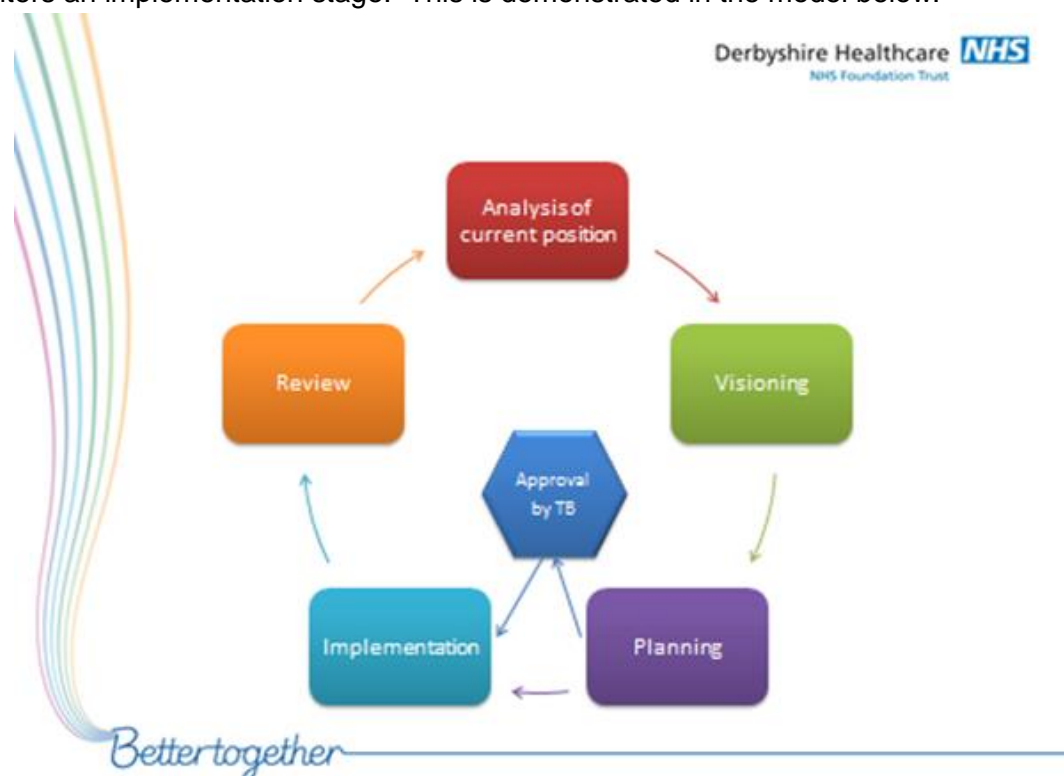 an implementation stage. This is demonstrated in the model below.
Derbyshire Healthcare NHS
NHS Foundation Trust
Analysis of
current position
Review
Visioning
Approval
by TB
Implementation
Planning
Bettertogether